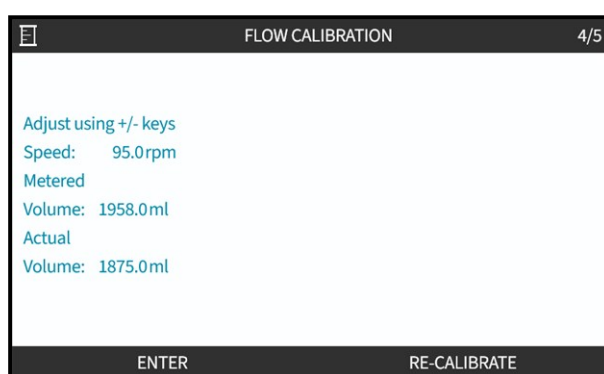 FLOW CALIBRATION 4/5
Adjust using +/- keys
Speed: 95.0rpm
Metered
Volume: 1958.0ml
Actual
Volume: 1875.0ml
ENTER RE-CALIBRATE